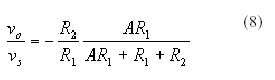 v_o/v_s = − R_2/R_1 AR_1/(AR_1 + R_1 + R_2) (8)